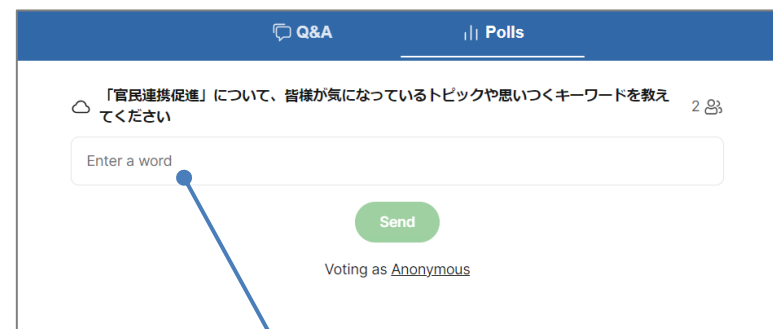 Q&A
Polls
「官民連携促進」について、皆様が気になっているトピックや思いつくキーワードを教え
てください
2
Enter a word
Send
Voting as Anonymous